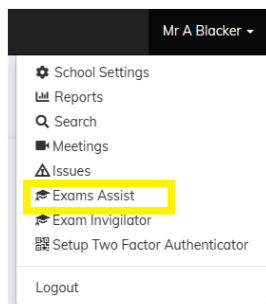 Mr A Blacker
School Settings
Reports
Search
Meetings
Issues
Exams Assist
Exam Invigilator
Setup Two Factor Authenticator
Logout